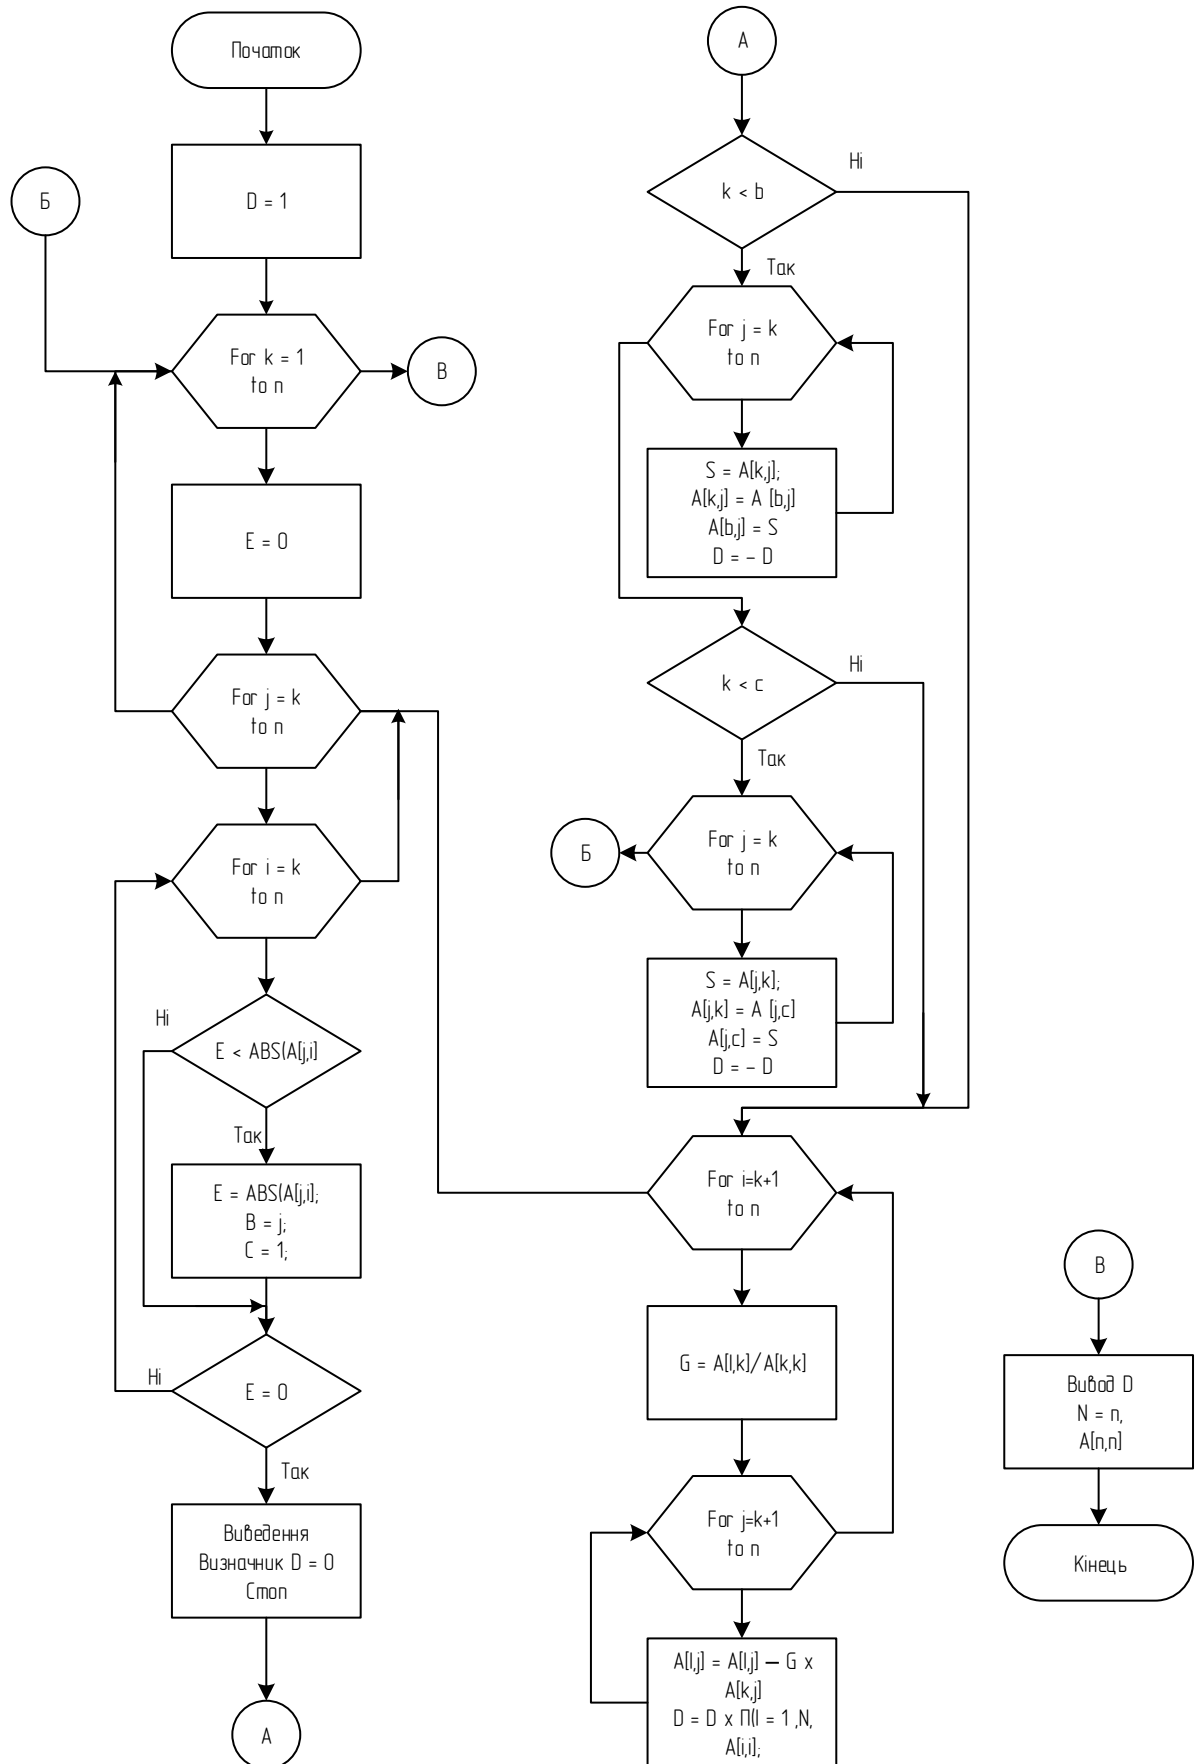 Початок
D = 1
Б
For k = 1
to n
В
E = 0
For j = k
to n
For i = k
to n
Ні
E < ABS(A[j,i]
Так
E = ABS(A[j,i];
B = j;
C = 1;
Ні
E = 0
Так
Виведення
Визначник D = 0
Стоп
А
А
Ні
k < b
Так
For j = k
to n
S = A[k,j];
A[k,j] = A [b,j]
A[b,j] = S
D = – D
Ні
k < c
Так
Б
For j = k
to n
S = A[j,k];
A[j,k] = A [j,c]
A[j,c] = S
D = – D
For i=k+1
to n
G = A[l,k]/A[k,k]
For j=k+1
to n
A[l,j] = A[l,j] — G x
A[k,j]
D = D x П(l = 1 ,N,
A[i,i];
В
Вивод D
N = n,
A[n,n]
Кінець